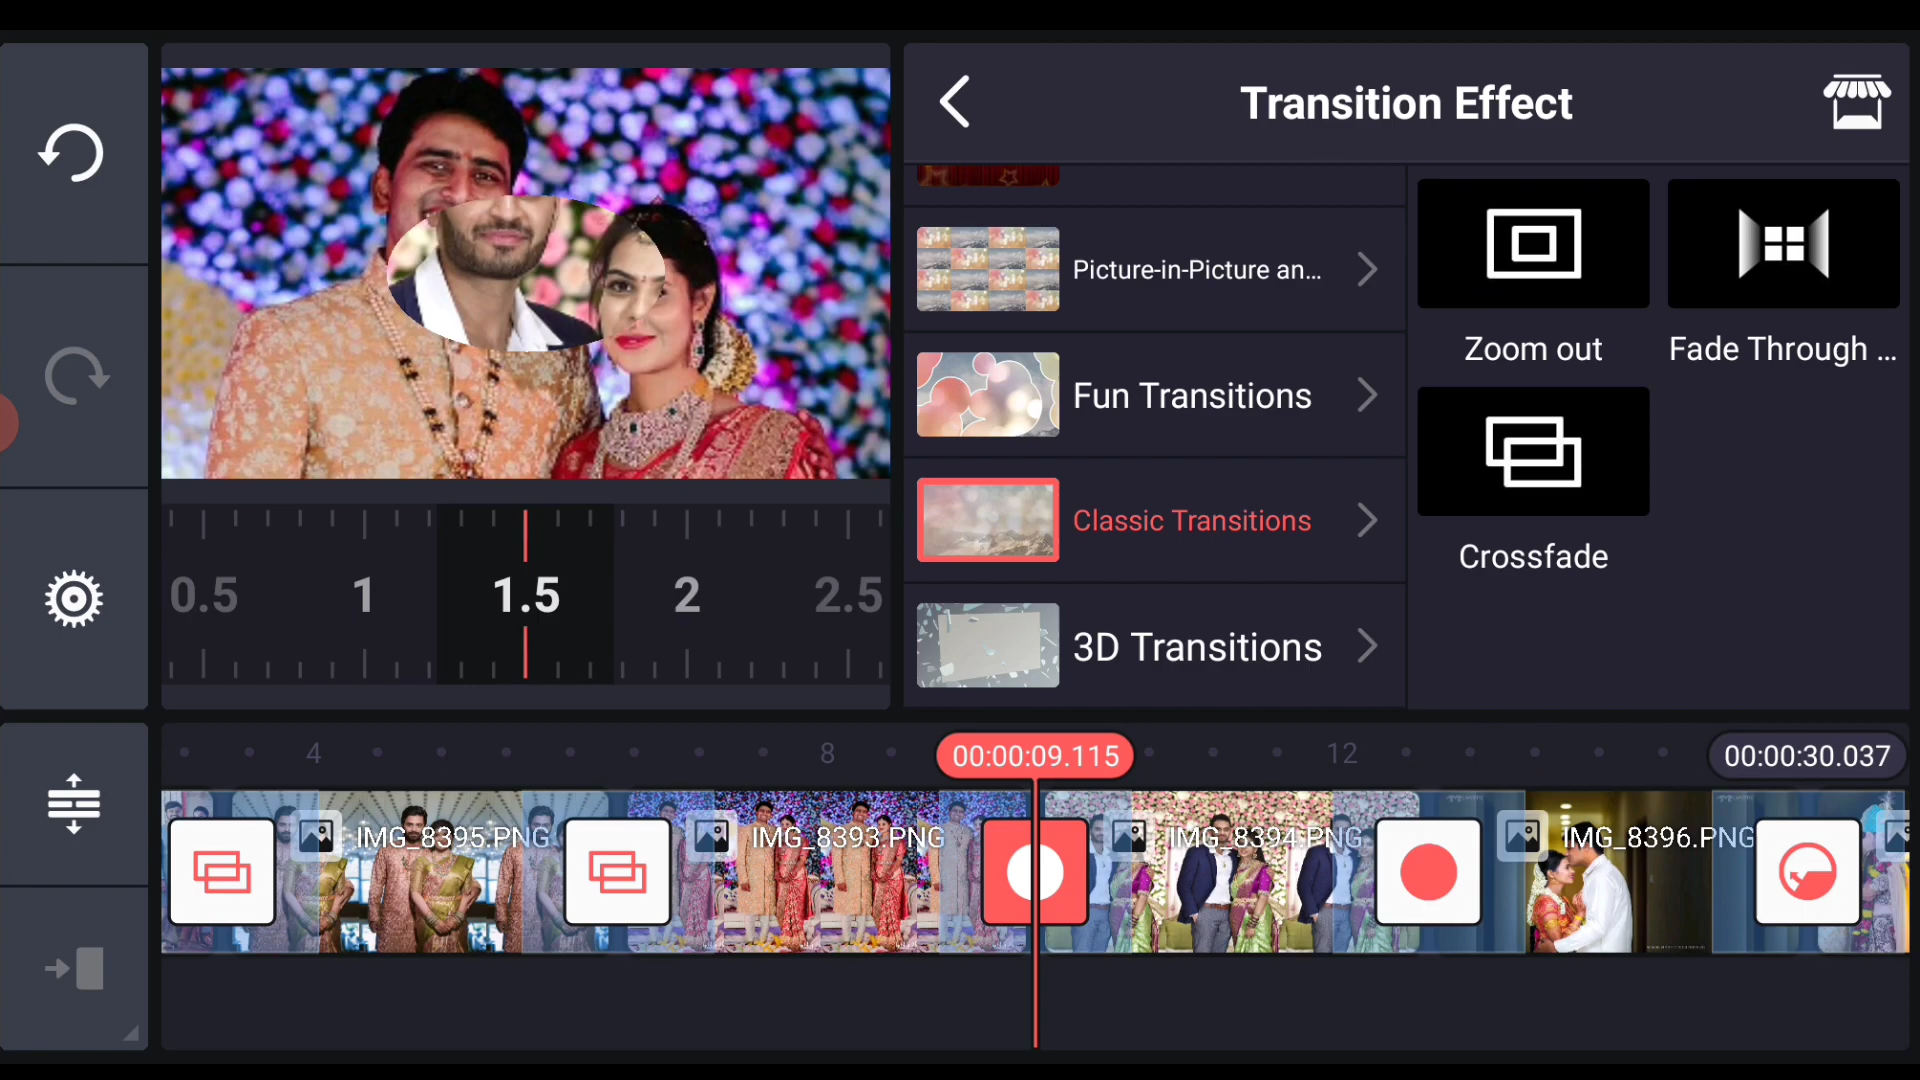 Transition Effect
Picture-in-Picture an...
Fun Transitions
Classic Transitions
3D Transitions
Zoom out
Fade Through ...
Crossfade
0.5 1 1.5 2 2.5
4 8 00:00:09.115 12 00:00:30.037
IMG_8395.PNG IMG_8393.PNG IMG_8394.PNG IMG_8396.PNG